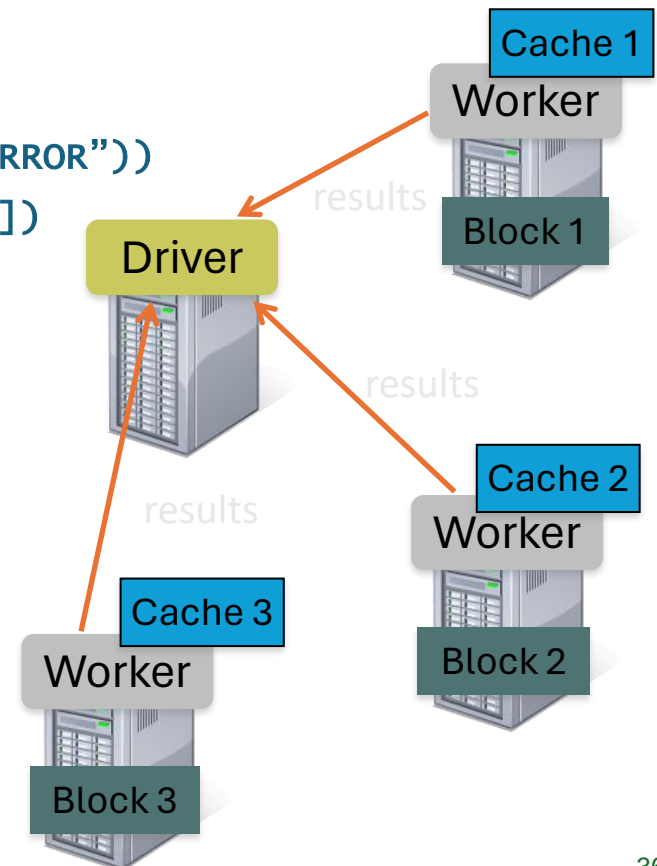 Cache 1
Worker
RROR”))
results
])
Block 1
Driver
results
Cache 2
results
Worker
Cache 3
Block 2
Worker
Block 3